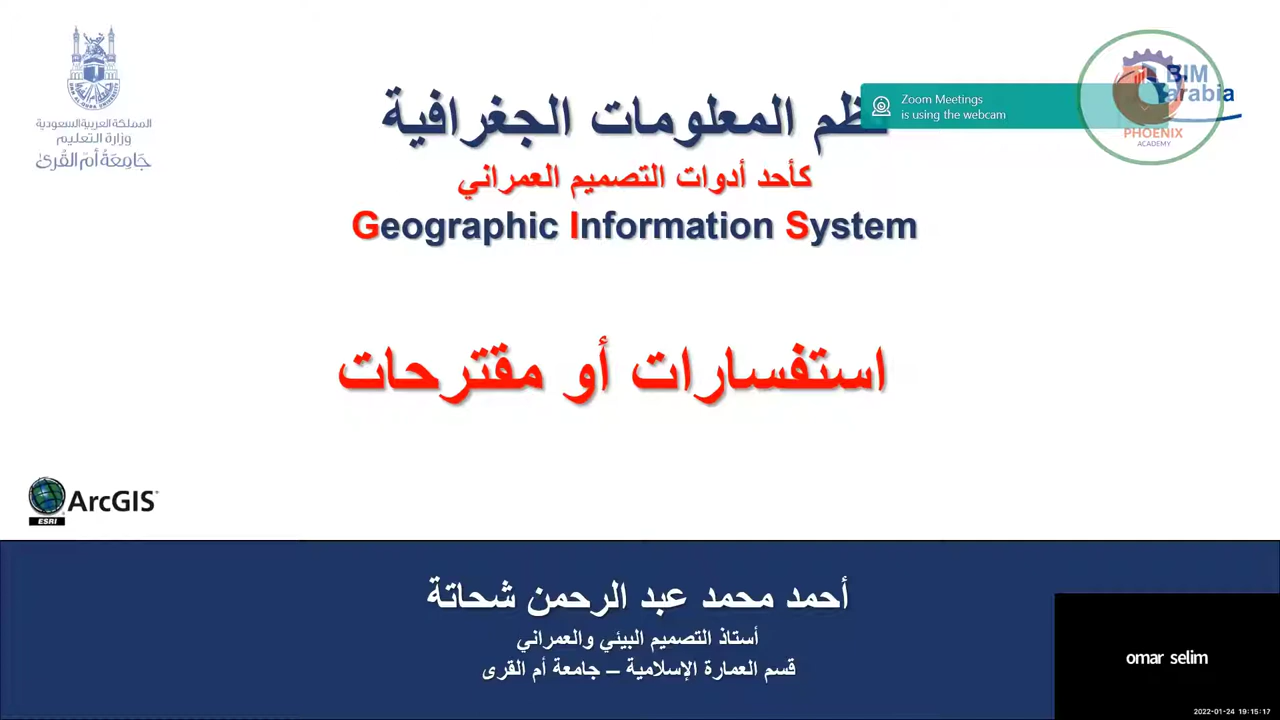 المملكة العربية السعودية
وزارة التعليم
جامعة أم القرى
المعلومات الجغرافية
كأحد أدوات التصميم العمراني
Geographic Information System
Zoom Meetings
is using the webcam
BIM
arabia
PHOENIX
ACADEMY
استفسارات أو مقترحات
ArcGIS
ESRI
أحمد محمد عبد الرحمن شحاتة
أستاذ التصميم البيئي والعمراني
قسم العمارة الإسلامية – جامعة أم القرى
omar selim
2022-01-24 19:15:17